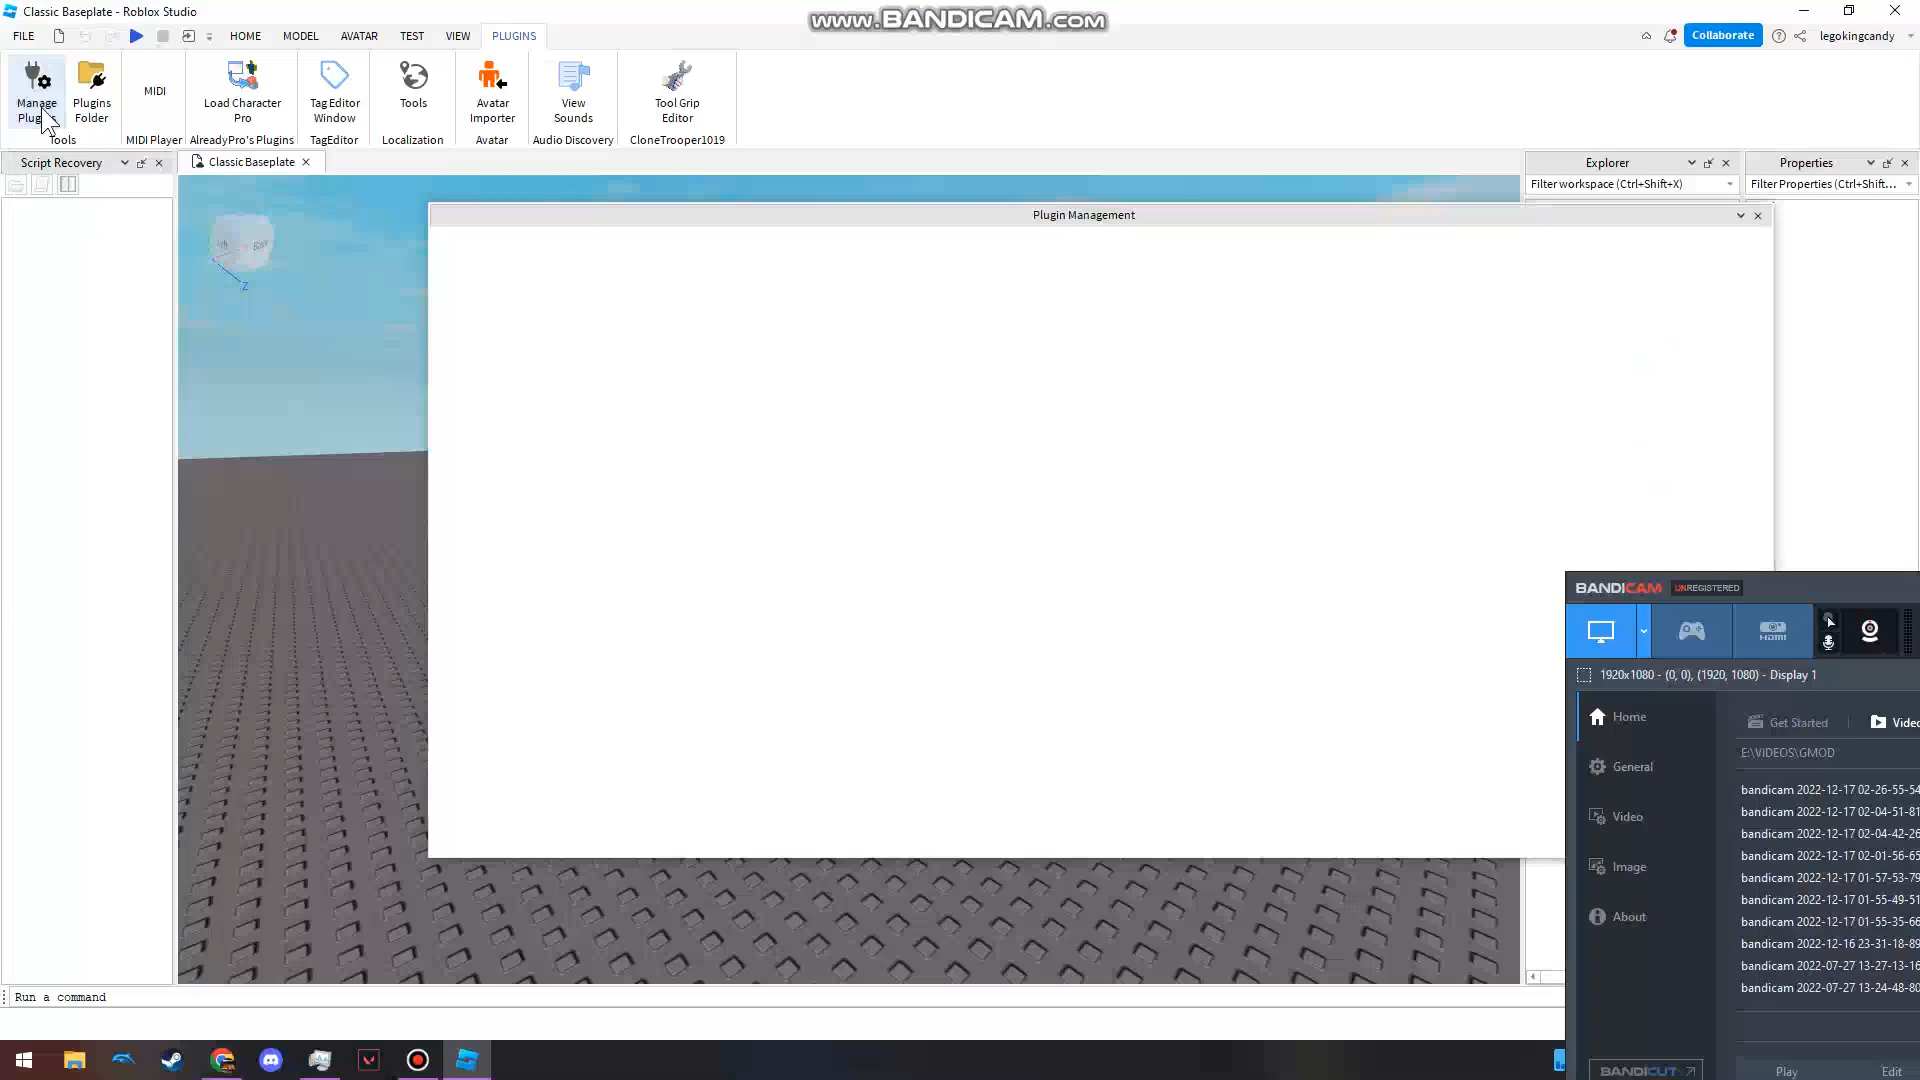 Classic Baseplate - Roblox Studio
www.BANDICAM.com
FILE HOME MODEL AVATAR TEST VIEW PLUGINS
Collaborate legokingcandy
Manage
Plugins Folder
MIDI
Load Character
Pro
Tag Editor
Window
Tools
Avatar
Importer
View
Sounds
Tool Grip
Editor
Tools MIDI Player AlreadyPro's Plugins TagEditor Localization Avatar Audio Discovery CloneTrooper1019
Script Recovery Classic Baseplate Explorer Properties
Filter workspace (Ctrl+Shift+X) Filter Properties (Ctrl+Shift...
Plugin Management
Back
Z
BANDICAM UNREGISTERED
HDMI
1920x1080 - (0, 0), (1920, 1080) - Display 1
Home
General
Video
Image
About
Get Started Video
E:\VIDEOS\GMOD
bandicam 2022-12-17 02-26-55-54
bandicam 2022-12-17 02-04-51-81
bandicam 2022-12-17 02-04-42-26
bandicam 2022-12-17 02-01-56-65
bandicam 2022-12-17 01-57-53-79
bandicam 2022-12-17 01-55-49-51
bandicam 2022-12-17 01-55-35-66
bandicam 2022-12-16 23-31-18-89
bandicam 2022-07-27 13-27-13-16
bandicam 2022-07-27 13-24-48-80
BANDICUT Play Edit
Run a command